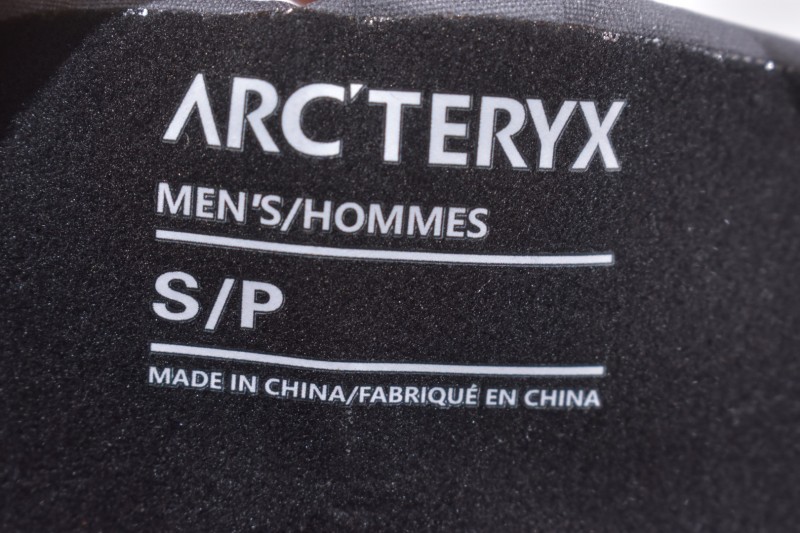 ARC'TERYX
MEN'S/HOMMES
S/P
MADE IN CHINA/FABRIQUÉ EN CHINA